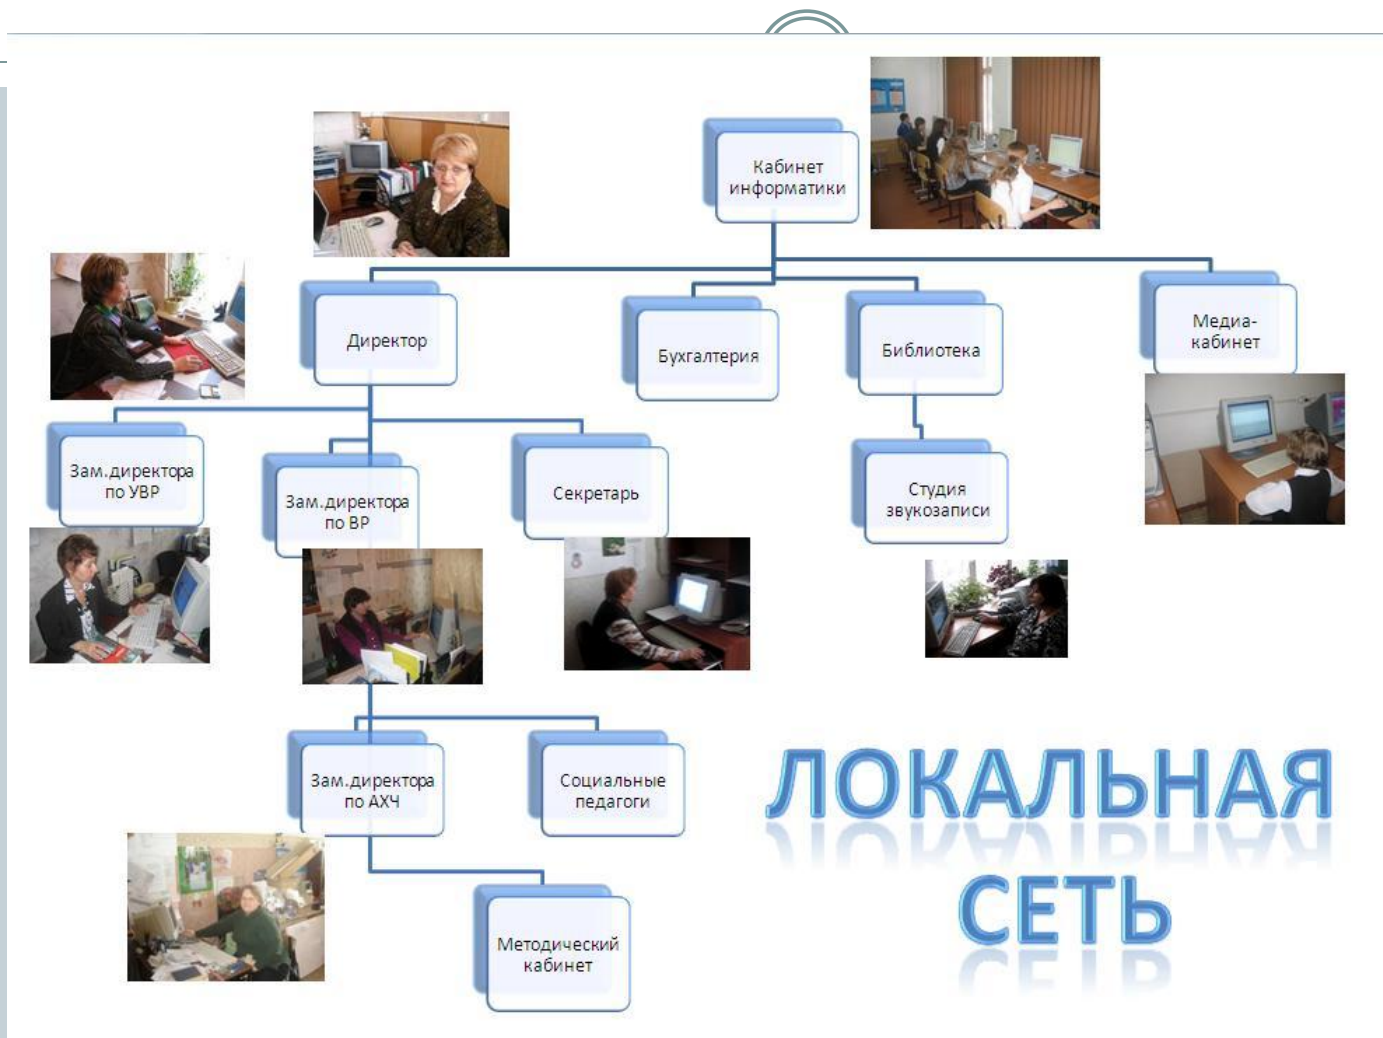 Кабинет
информатики
Директор
Бухгалтерия
Библиотека
Медиа-
кабинет
Зам.директора
по УВР
Зам.директора
по ВР
Секретарь
Студия
звукозаписи
Зам.директора
по АХЧ
Социальные
педагоги
Методический
кабинет
ЛОКАЛЬНАЯ
СЕТЬ